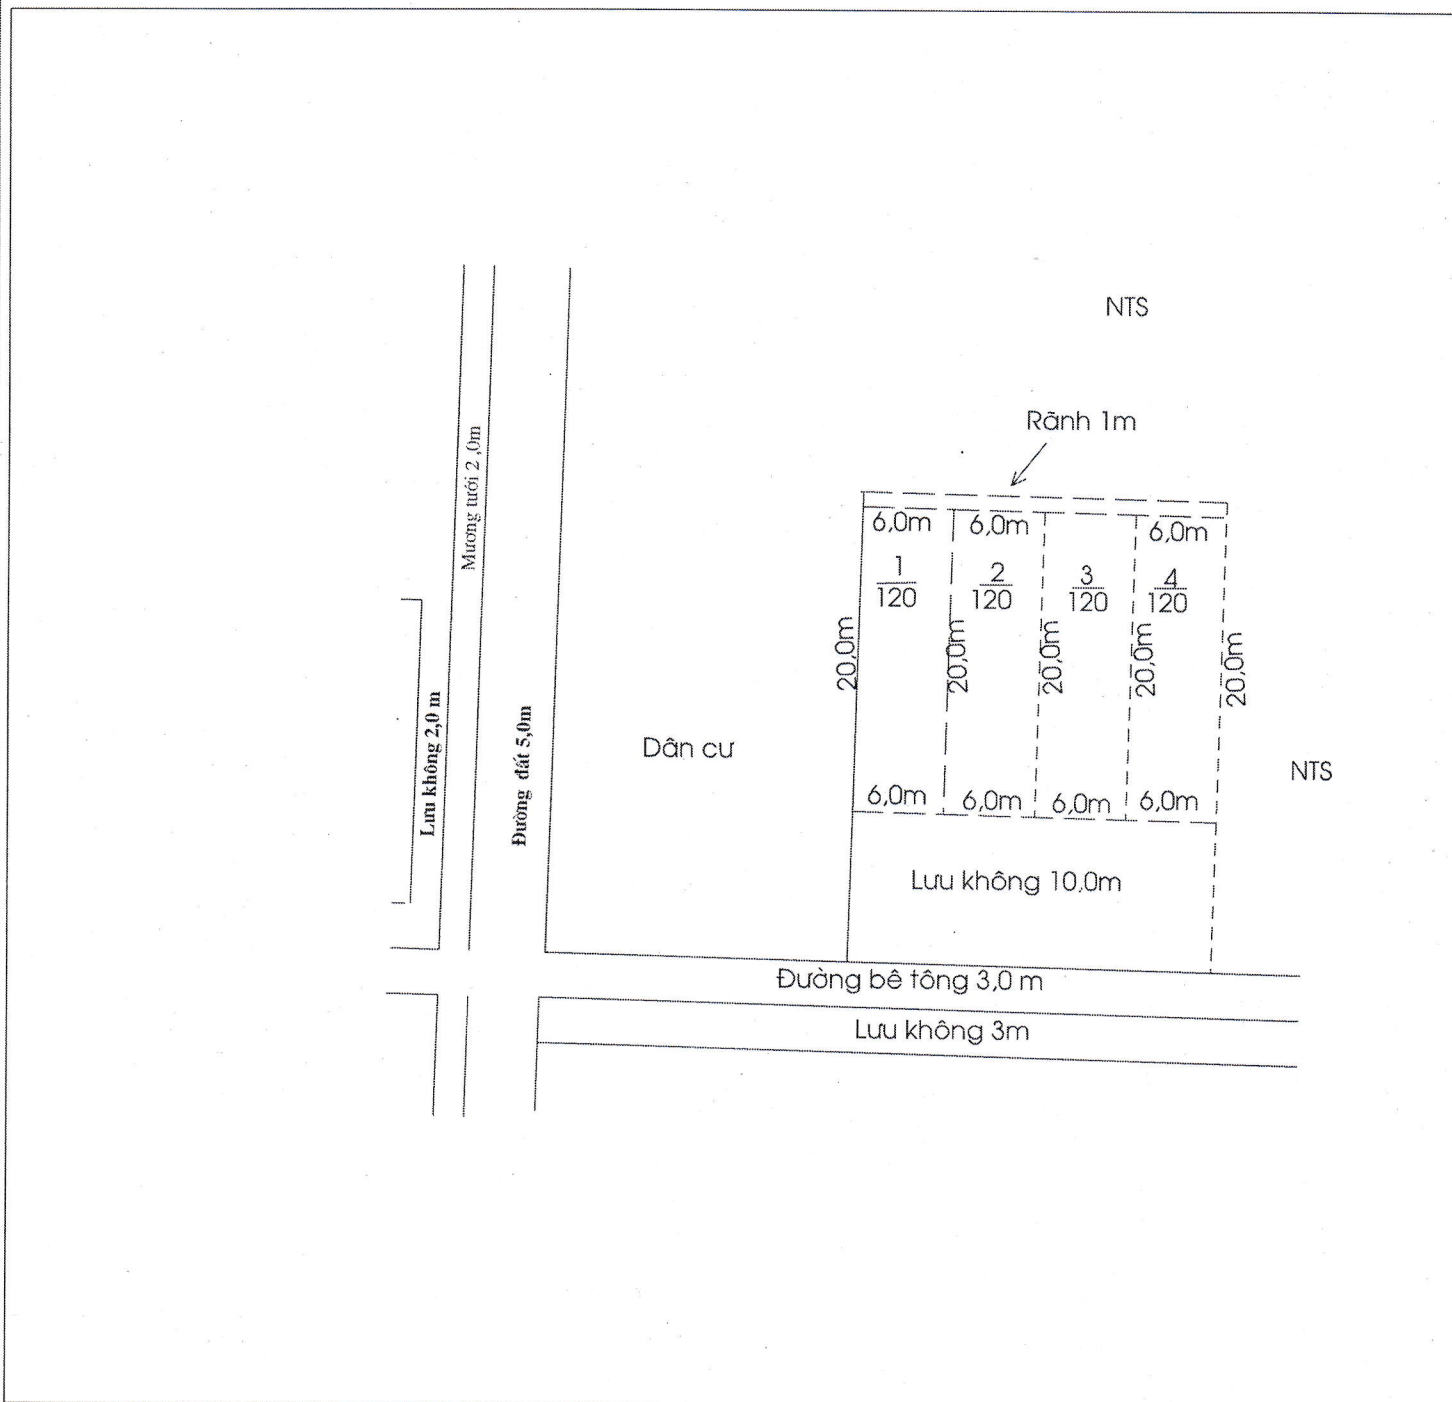 NTS
Rãnh 1m
6,0m
6,0m
6,0m
1
120
2
120
3
120
4
120
20,0m
20,0m
20,0m
20,0m
20,0m
Mương tưới 2 ,0m
Lưu không 2,0 m
Đường đất 5,0m
Dân cư
NTS
6,0m
6,0m
6,0m
6,0m
Lưu không 10,0m
Đường bê tông 3,0 m
Lưu không 3m